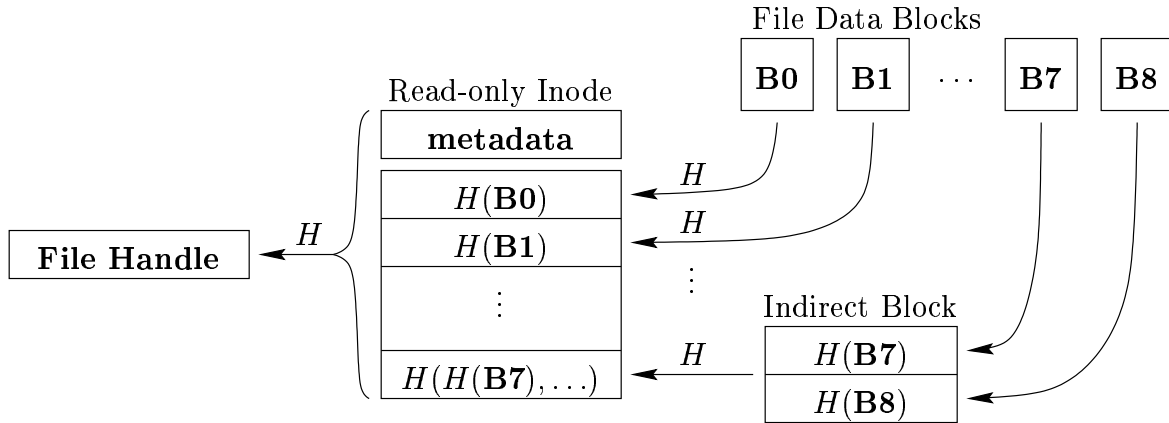 File Data Blocks
B0 B1 ... B7 B8
Read-only Inode
metadata
H
H(B0)
H
H
H(B1)
File Handle
⋮
⋮
Indirect Block
H
H(B7)
H(H(B7),...)
H(B8)